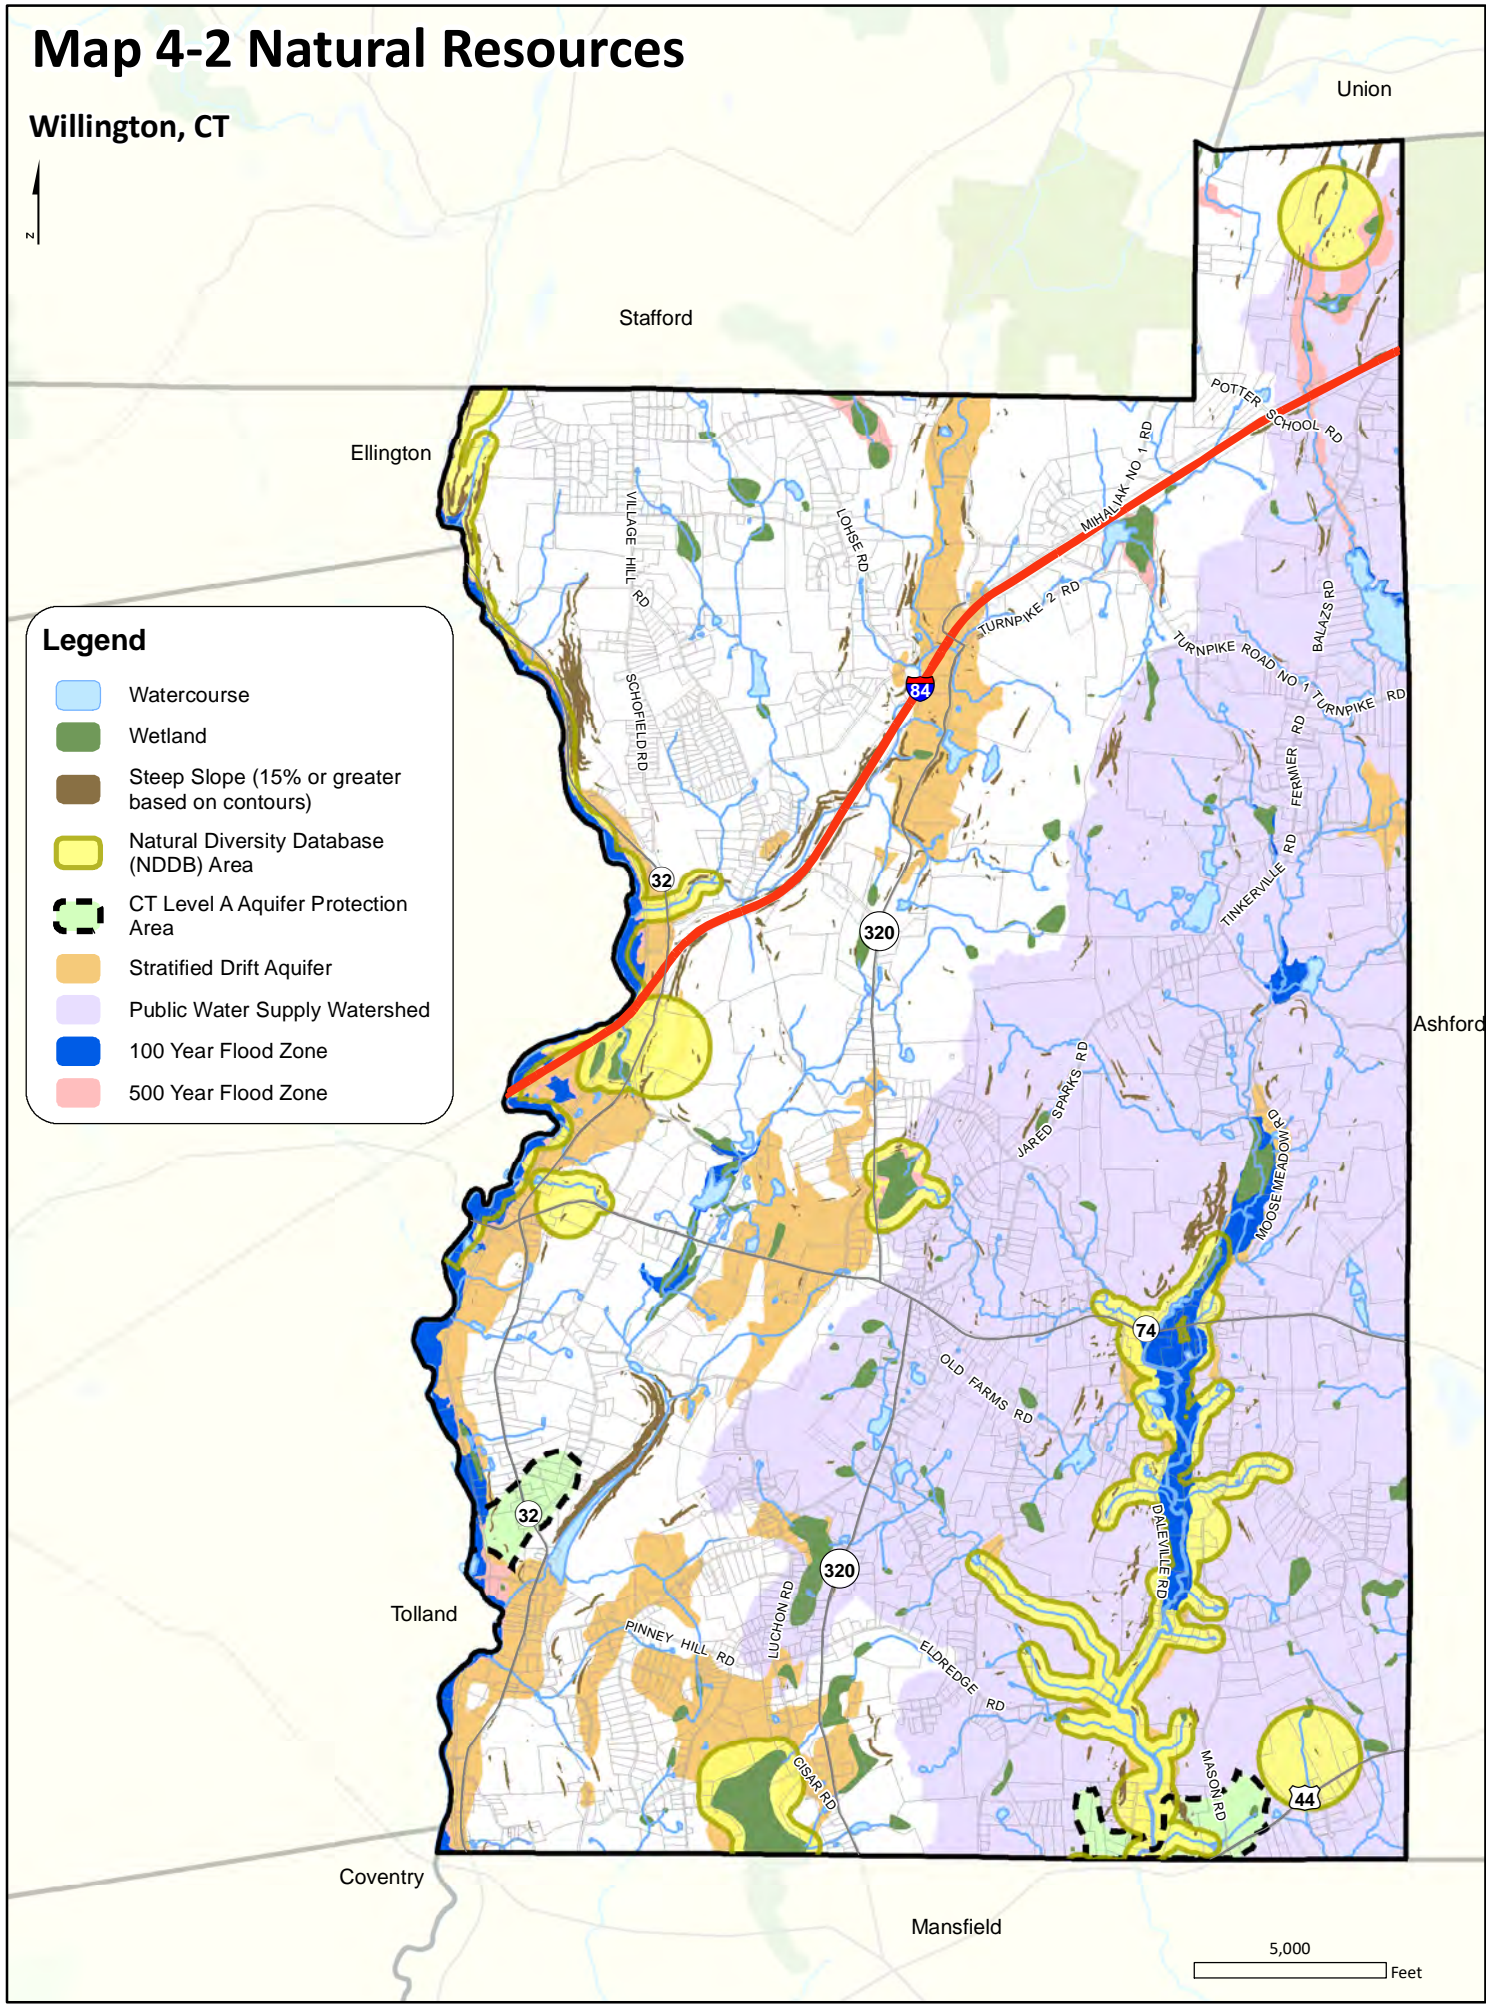 Map 4-2 Natural Resources
Willington, CT
N
Union
Stafford
Ellington
POTTER SCHOOL RD
MIHALIAK NO 1 RD
VILLAGE HILL RD
LOHSE RD
TURNPIKE 2 RD
BALAZS RD
TURNPIKE ROAD NO 1
TURNPIKE RD
SCHOFIELD RD
84
FERMIER RD
TINKERVILLE RD
32
320
Legend
Watercourse
Wetland
Steep Slope (15% or greater
based on contours)
Natural Diversity Database
(NDDB) Area
CT Level A Aquifer Protection
Area
Stratified Drift Aquifer
Public Water Supply Watershed
100 Year Flood Zone
500 Year Flood Zone
Ashford
JARED SPARKS RD
MOOSE MEADOW RD
74
OLD FARMS RD
32
320
DALEVILLE RD
Tolland
PINNEY HILL RD
LUCHON RD
ELDREDGE RD
CISAR RD
MASON RD
44
Coventry
Mansfield
5,000
Feet